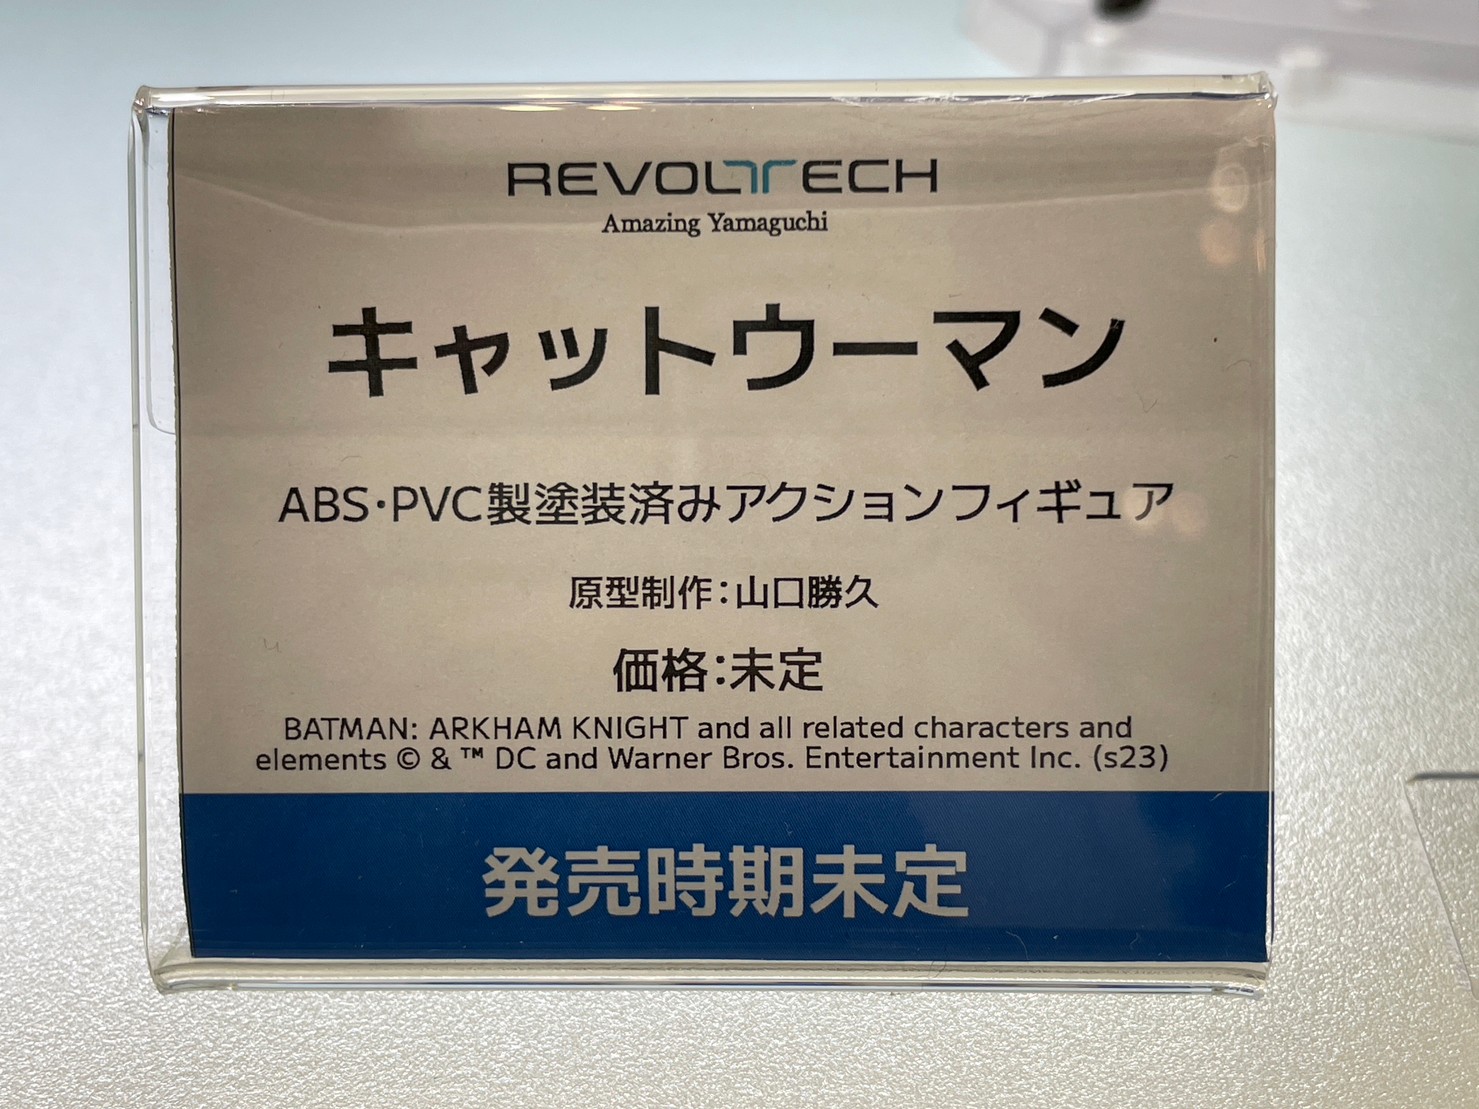 REVOLTECH
Amazing Yamaguchi
キャットウーマン
ABS・PVC製塗装済みアクションフィギュア
原型制作：山口勝久
価格：未定
BATMAN: ARKHAM KNIGHT and all related characters and
elements © & ™ DC and Warner Bros. Entertainment Inc. (s23)
発売時期未定